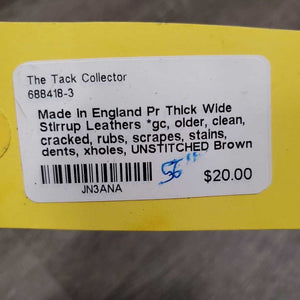 The Tack Collector
688418-3
Made In England Pr Thick Wide
Stirrup Leathers *gc, older, clean,
cracked, rubs, scrapes, stains,
dents, xholes, UNSTITCHED Brown
JN3ANA
56"
$20.00